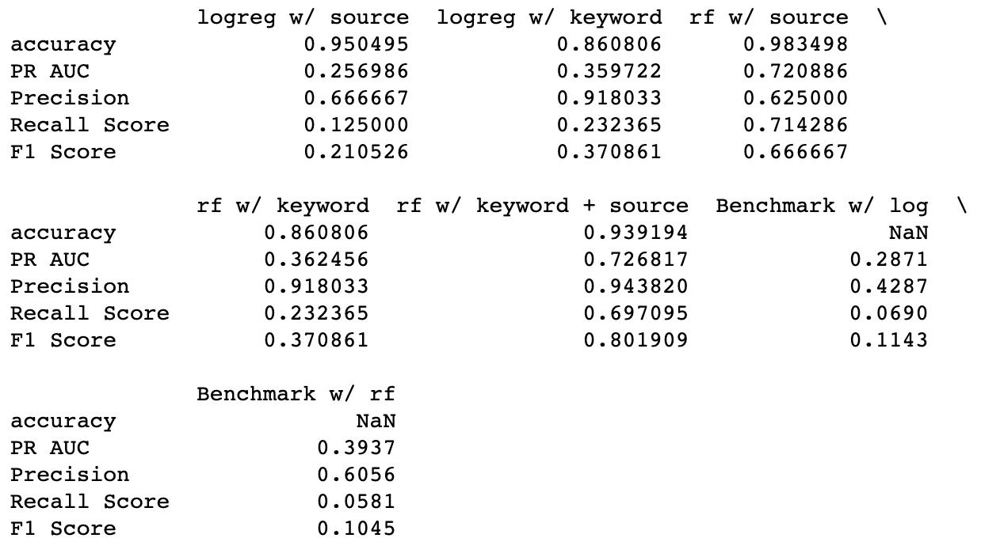 logreg w/ source logreg w/ keyword rf w/ source \
accuracy 0.950495 0.860806 0.983498
PR AUC 0.256986 0.359722 0.720886
Precision 0.666667 0.918033 0.625000
Recall Score 0.125000 0.232365 0.714286
F1 Score 0.210526 0.370861 0.666667
rf w/ keyword rf w/ keyword + source Benchmark w/ log \
accuracy 0.860806 0.939194 NaN
PR AUC 0.362456 0.726817 0.2871
Precision 0.918033 0.943820 0.4287
Recall Score 0.232365 0.697095 0.0690
F1 Score 0.370861 0.801909 0.1143
Benchmark w/ rf
accuracy NaN
PR AUC 0.3937
Precision 0.6056
Recall Score 0.0581
F1 Score 0.1045